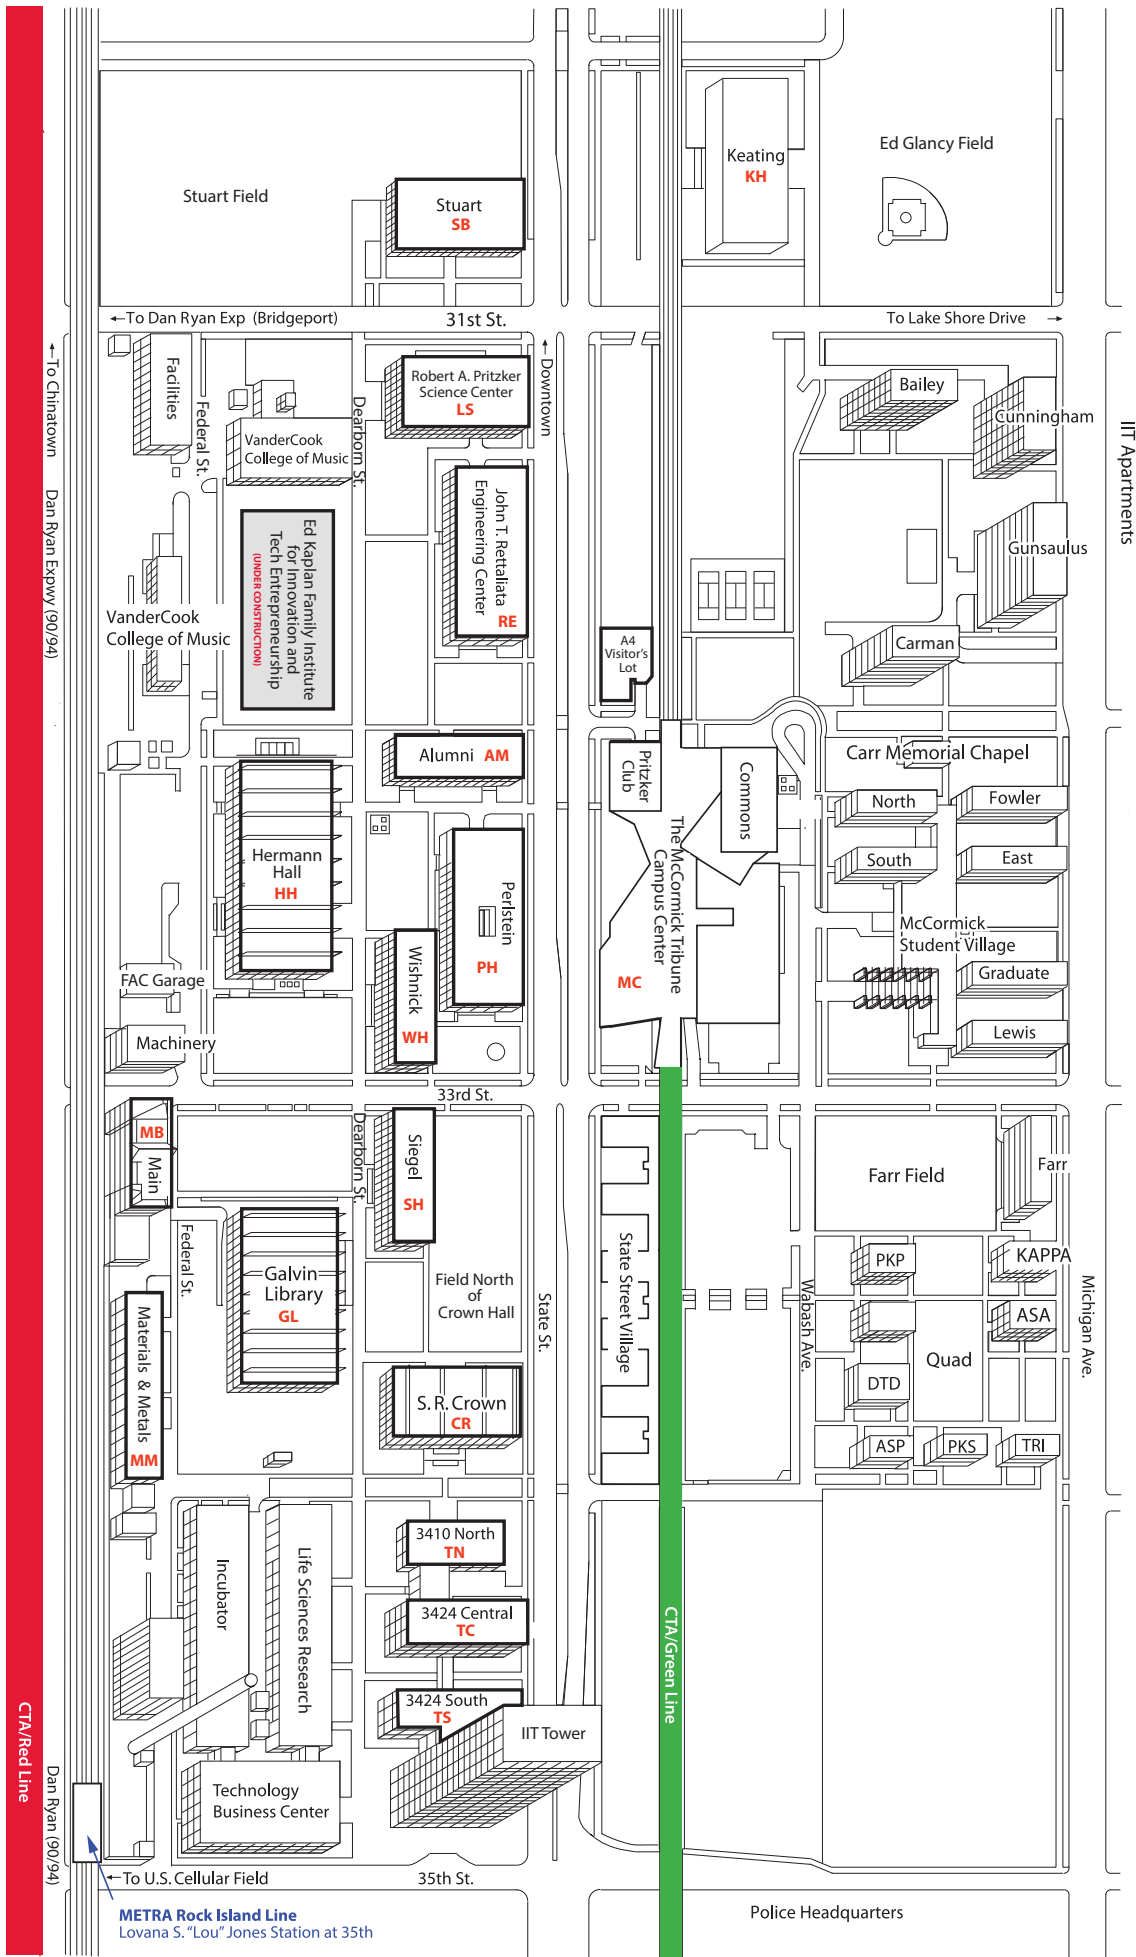 Stuart Field
Stuart
SB
Keating
KH
Ed Glancy Field
←To Dan Ryan Exp (Bridgeport)
31st St.
To Lake Shore Drive →
←To Chinatown
Dan Ryan Expwy (90/94)
Facilities
Federal St.
VanderCook
College of Music
Dearborn St.
Robert A. Pritzker
Science Center
LS
←Downtown
Bailey
Cunningham
IIT Apartments
John T. Rettaliata
Engineering Center
RE
Ed Kaplan Family Institute
for Innovation and
Tech Entrepreneurship
(UNDER CONSTRUCTION)
VanderCook
College of Music
Gunsaulus
Carman
A4
Visitor's
Lot
Alumni AM
Pritzker
Club
Commons
Carr Memorial Chapel
North
Fowler
South
East
Hermann
Hall
HH
Perlstein
PH
Wishnick
WH
The McCormick Tribune
Campus Center
MC
McCormick
Student Village
Graduate
Lewis
FAC Garage
Machinery
33rd St.
MB
Main
Dearborn St.
Siegel
SH
Farr Field
Farr
Federal St.
Galvin
Library
GL
Field North
of
Crown Hall
State St.
State Street Village
Wabash Ave.
PKP
KAPPA
ASA
Quad
DTD
Michigan Ave.
Materials & Metals
MM
S. R. Crown
CR
ASP
PKS
TRI
3410 North
TN
Incubator
Life Sciences Research
3424 Central
TC
CTA/Green Line
3424 South
TS
IIT Tower
CTA/Red Line
Dan Ryan (90/94)
Technology
Business Center
←To U.S. Cellular Field
35th St.
METRA Rock Island Line
Lovana S. “Lou” Jones Station at 35th
Police Headquarters